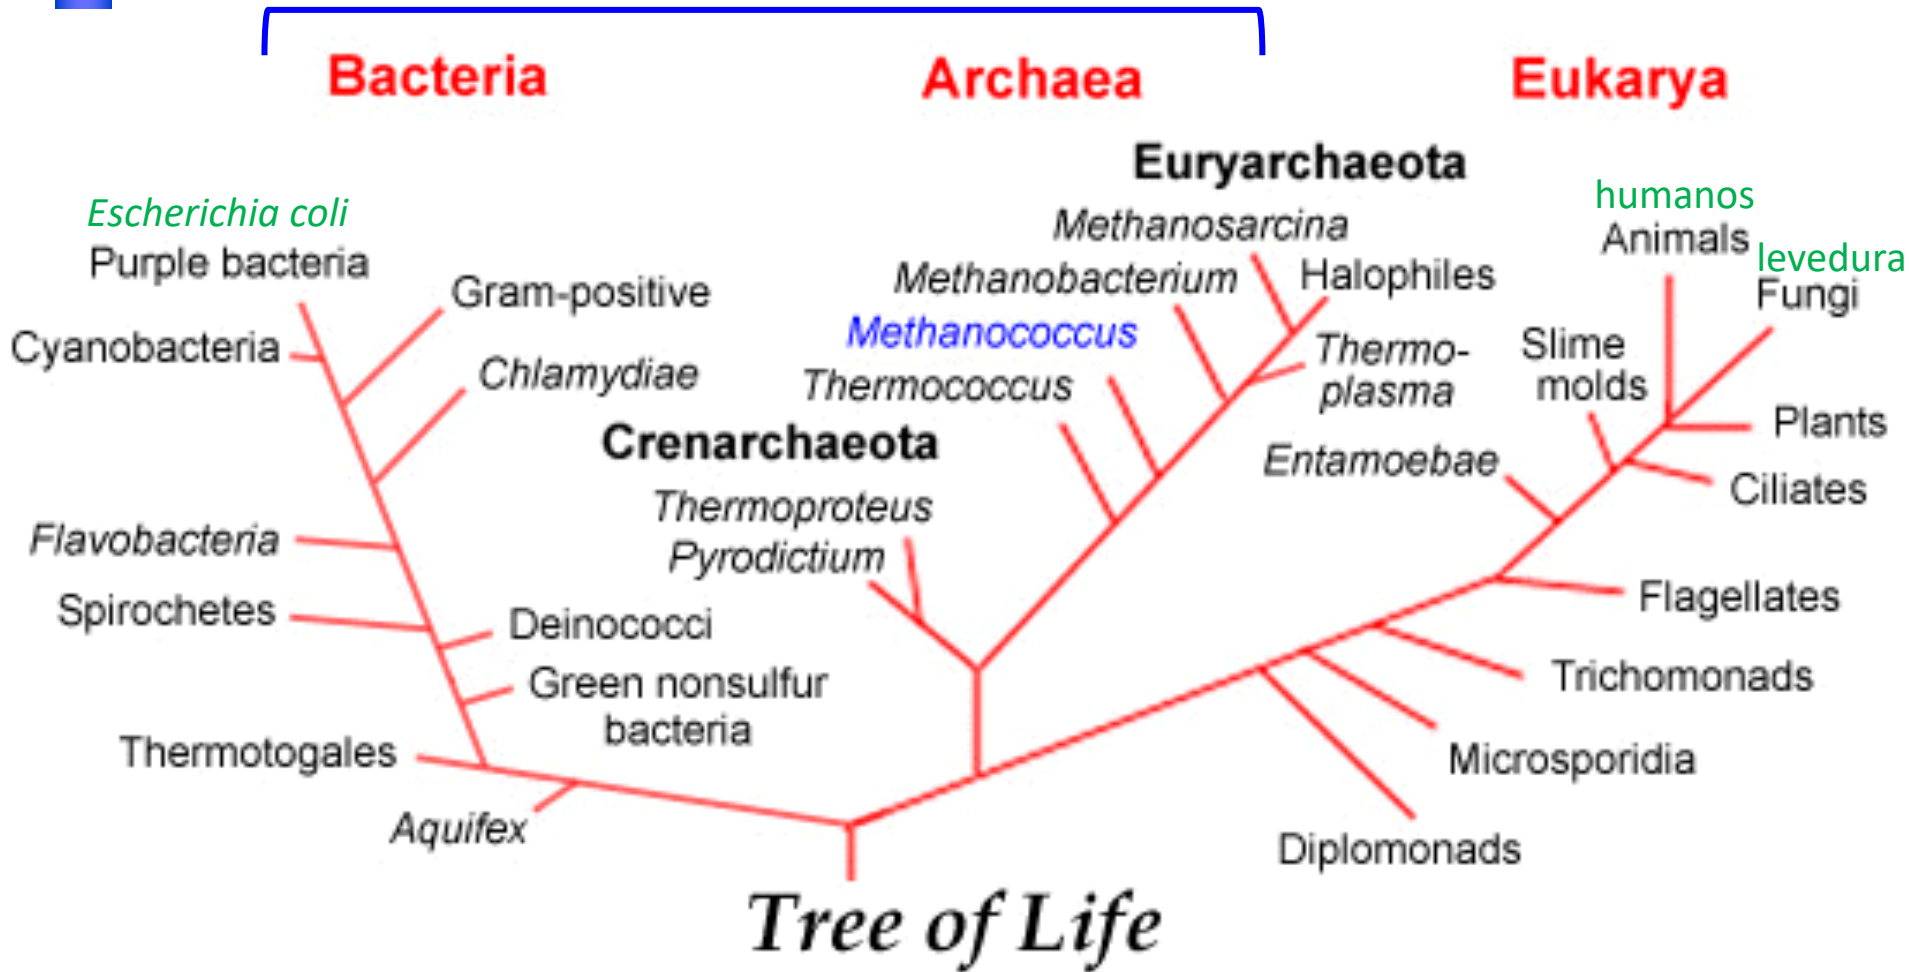 Bacteria
Archaea
Eukarya
Euryarchaeota
Escherichia coli
Purple bacteria
Cyanobacteria
Gram-positive
Chlamydiae
Flavobacteria
Spirochetes
Deinococci
Green nonsulfur
bacteria
Thermotogales
Aquifex
Methanosarcina
Methanobacterium
Halophiles
Methanococcus
Thermococcus
Thermo-
plasma
Crenarchaeota
Thermoproteus
Pyrodictium
humanos
Animals
levedura
Fungi
Slime
molds
Plants
Entamoebae
Ciliates
Flagellates
Trichomonads
Microsporidia
Diplomonads
Tree of Life